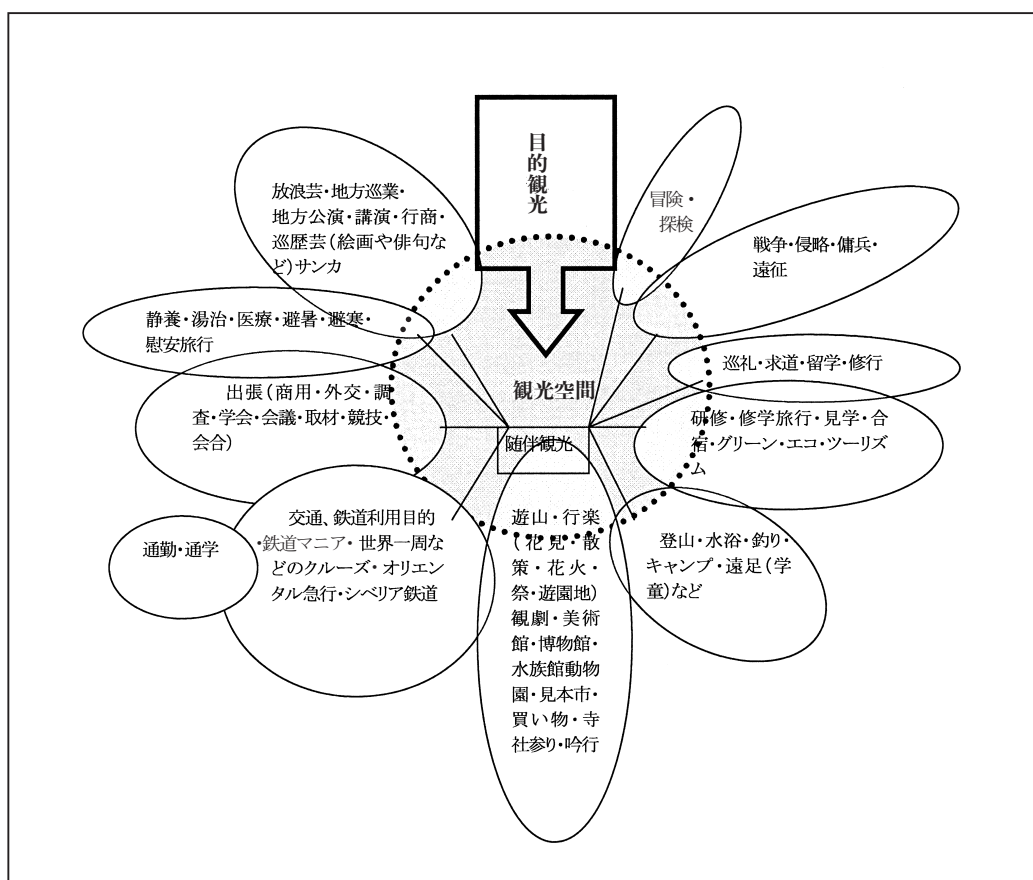 目的観光
冒険・
探検
放浪芸・地方巡業・
地方公演・講演・行商・
巡歴芸(絵画や俳句な
ど)サンカ
戦争・侵略・傭兵・
遠征
静養・湯治・医療・避暑・避寒・
慰安旅行
巡礼・求道・留学・修行
観光空間
出張(商用・外交・調
査・学会・会議・取材・競技・
会合)
研修・修学旅行・見学・合
宿・グリーン・エコ・ツーリズ
ム
随伴観光
通勤・通学
交通、鉄道利用目的
・鉄道マニア・世界一周な
どのクルーズ・オリエン
タル急行・シベリア鉄道
遊山・行楽
(花見・散
策・花火・
祭・遊園地)
観劇・美術
館・博物館・
水族館動物
園・見本市・
買い物・寺
社参り・吟行
登山・水浴・釣り・
キャンプ・遠足(学
童)など